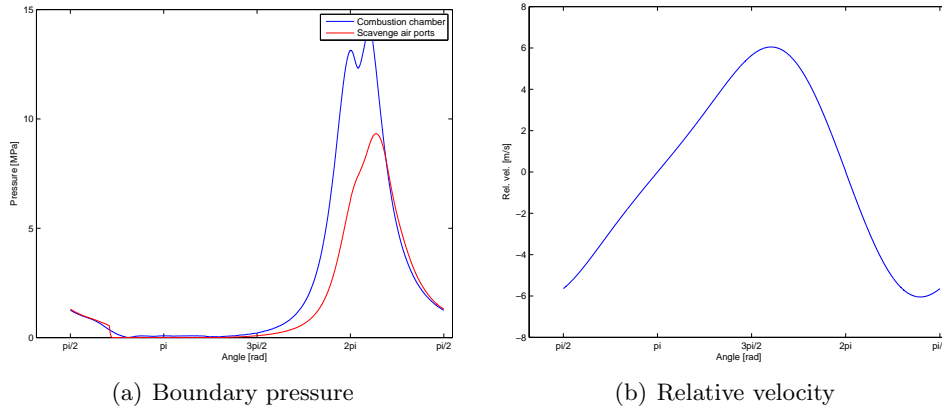 15
10
5
0
Pressure [MPa]
Combustion chamber
Scavenge air ports
pi/2
pi
3pi/2
2pi
pi/2
Angle [rad]
(a) Boundary pressure
8
6
4
2
0
−2
−4
−6
−8
Rel. vel. [m/s]
pi/2
pi
3pi/2
2pi
pi/
Angle [rad]
(b) Relative velocity